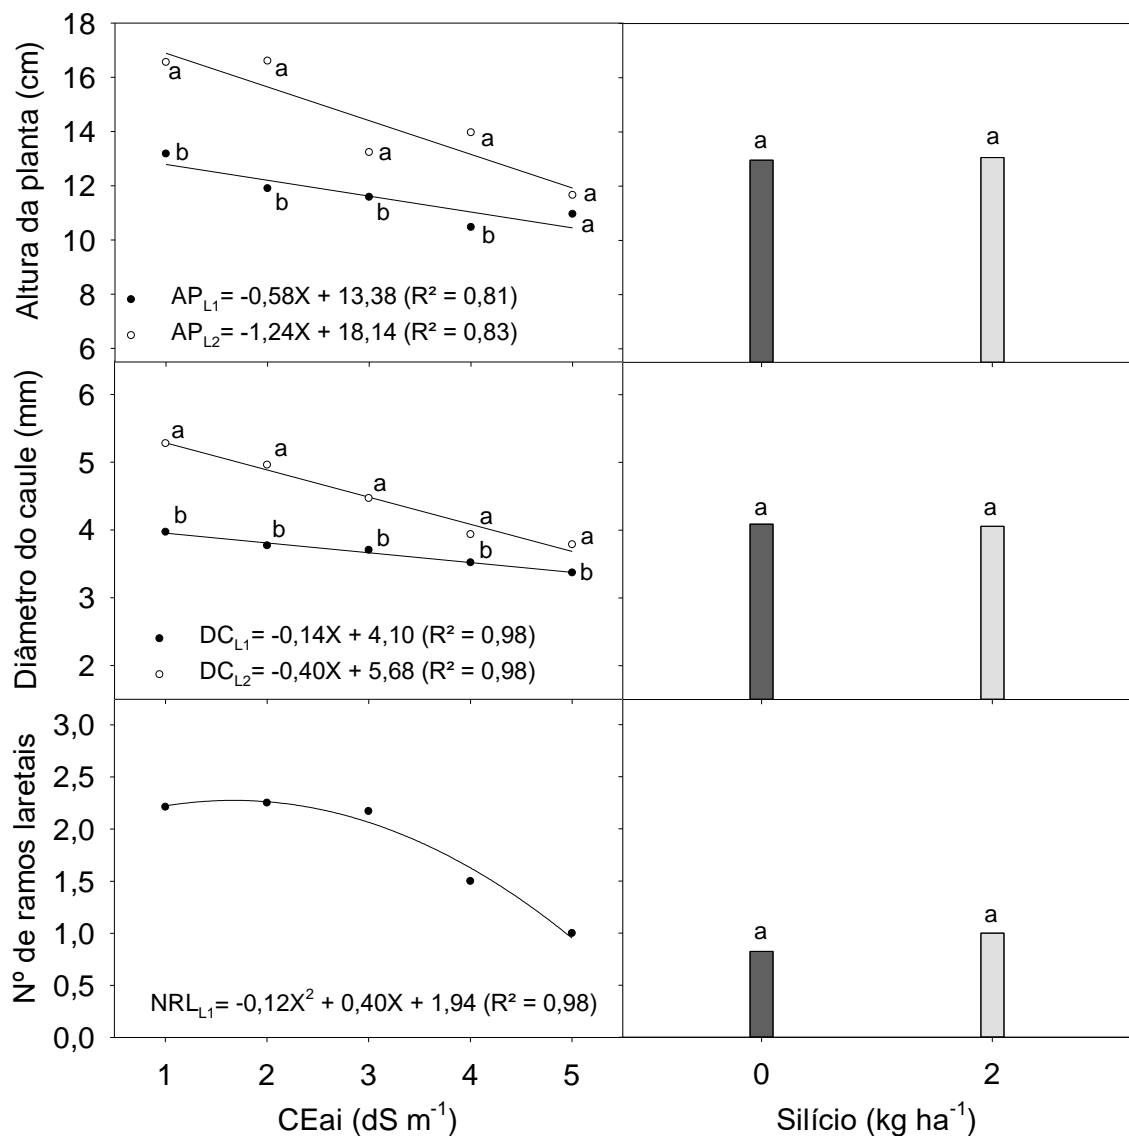 Altura da planta (cm)
18
16
14
12
10
8
6
a
a
a
a
a
b
b
b
b
a
AP_L1= -0,58X + 13,38 (R² = 0,81)
AP_L2= -1,24X + 18,14 (R² = 0,83)
a
a
Diâmetro do caule (mm)
6
5
4
3
2
a
a
a
a
a
b
b
b
b
b
DC_L1= -0,14X + 4,10 (R² = 0,98)
DC_L2= -0,40X + 5,68 (R² = 0,98)
a
a
Nº de ramos laretais
3,0
2,5
2,0
1,5
1,0
0,5
0,0
NRL_L1= -0,12X² + 0,40X + 1,94 (R² = 0,98)
a
a
1 2 3 4 5
CEai (dS m⁻¹)
0 2
Silício (kg ha⁻¹)